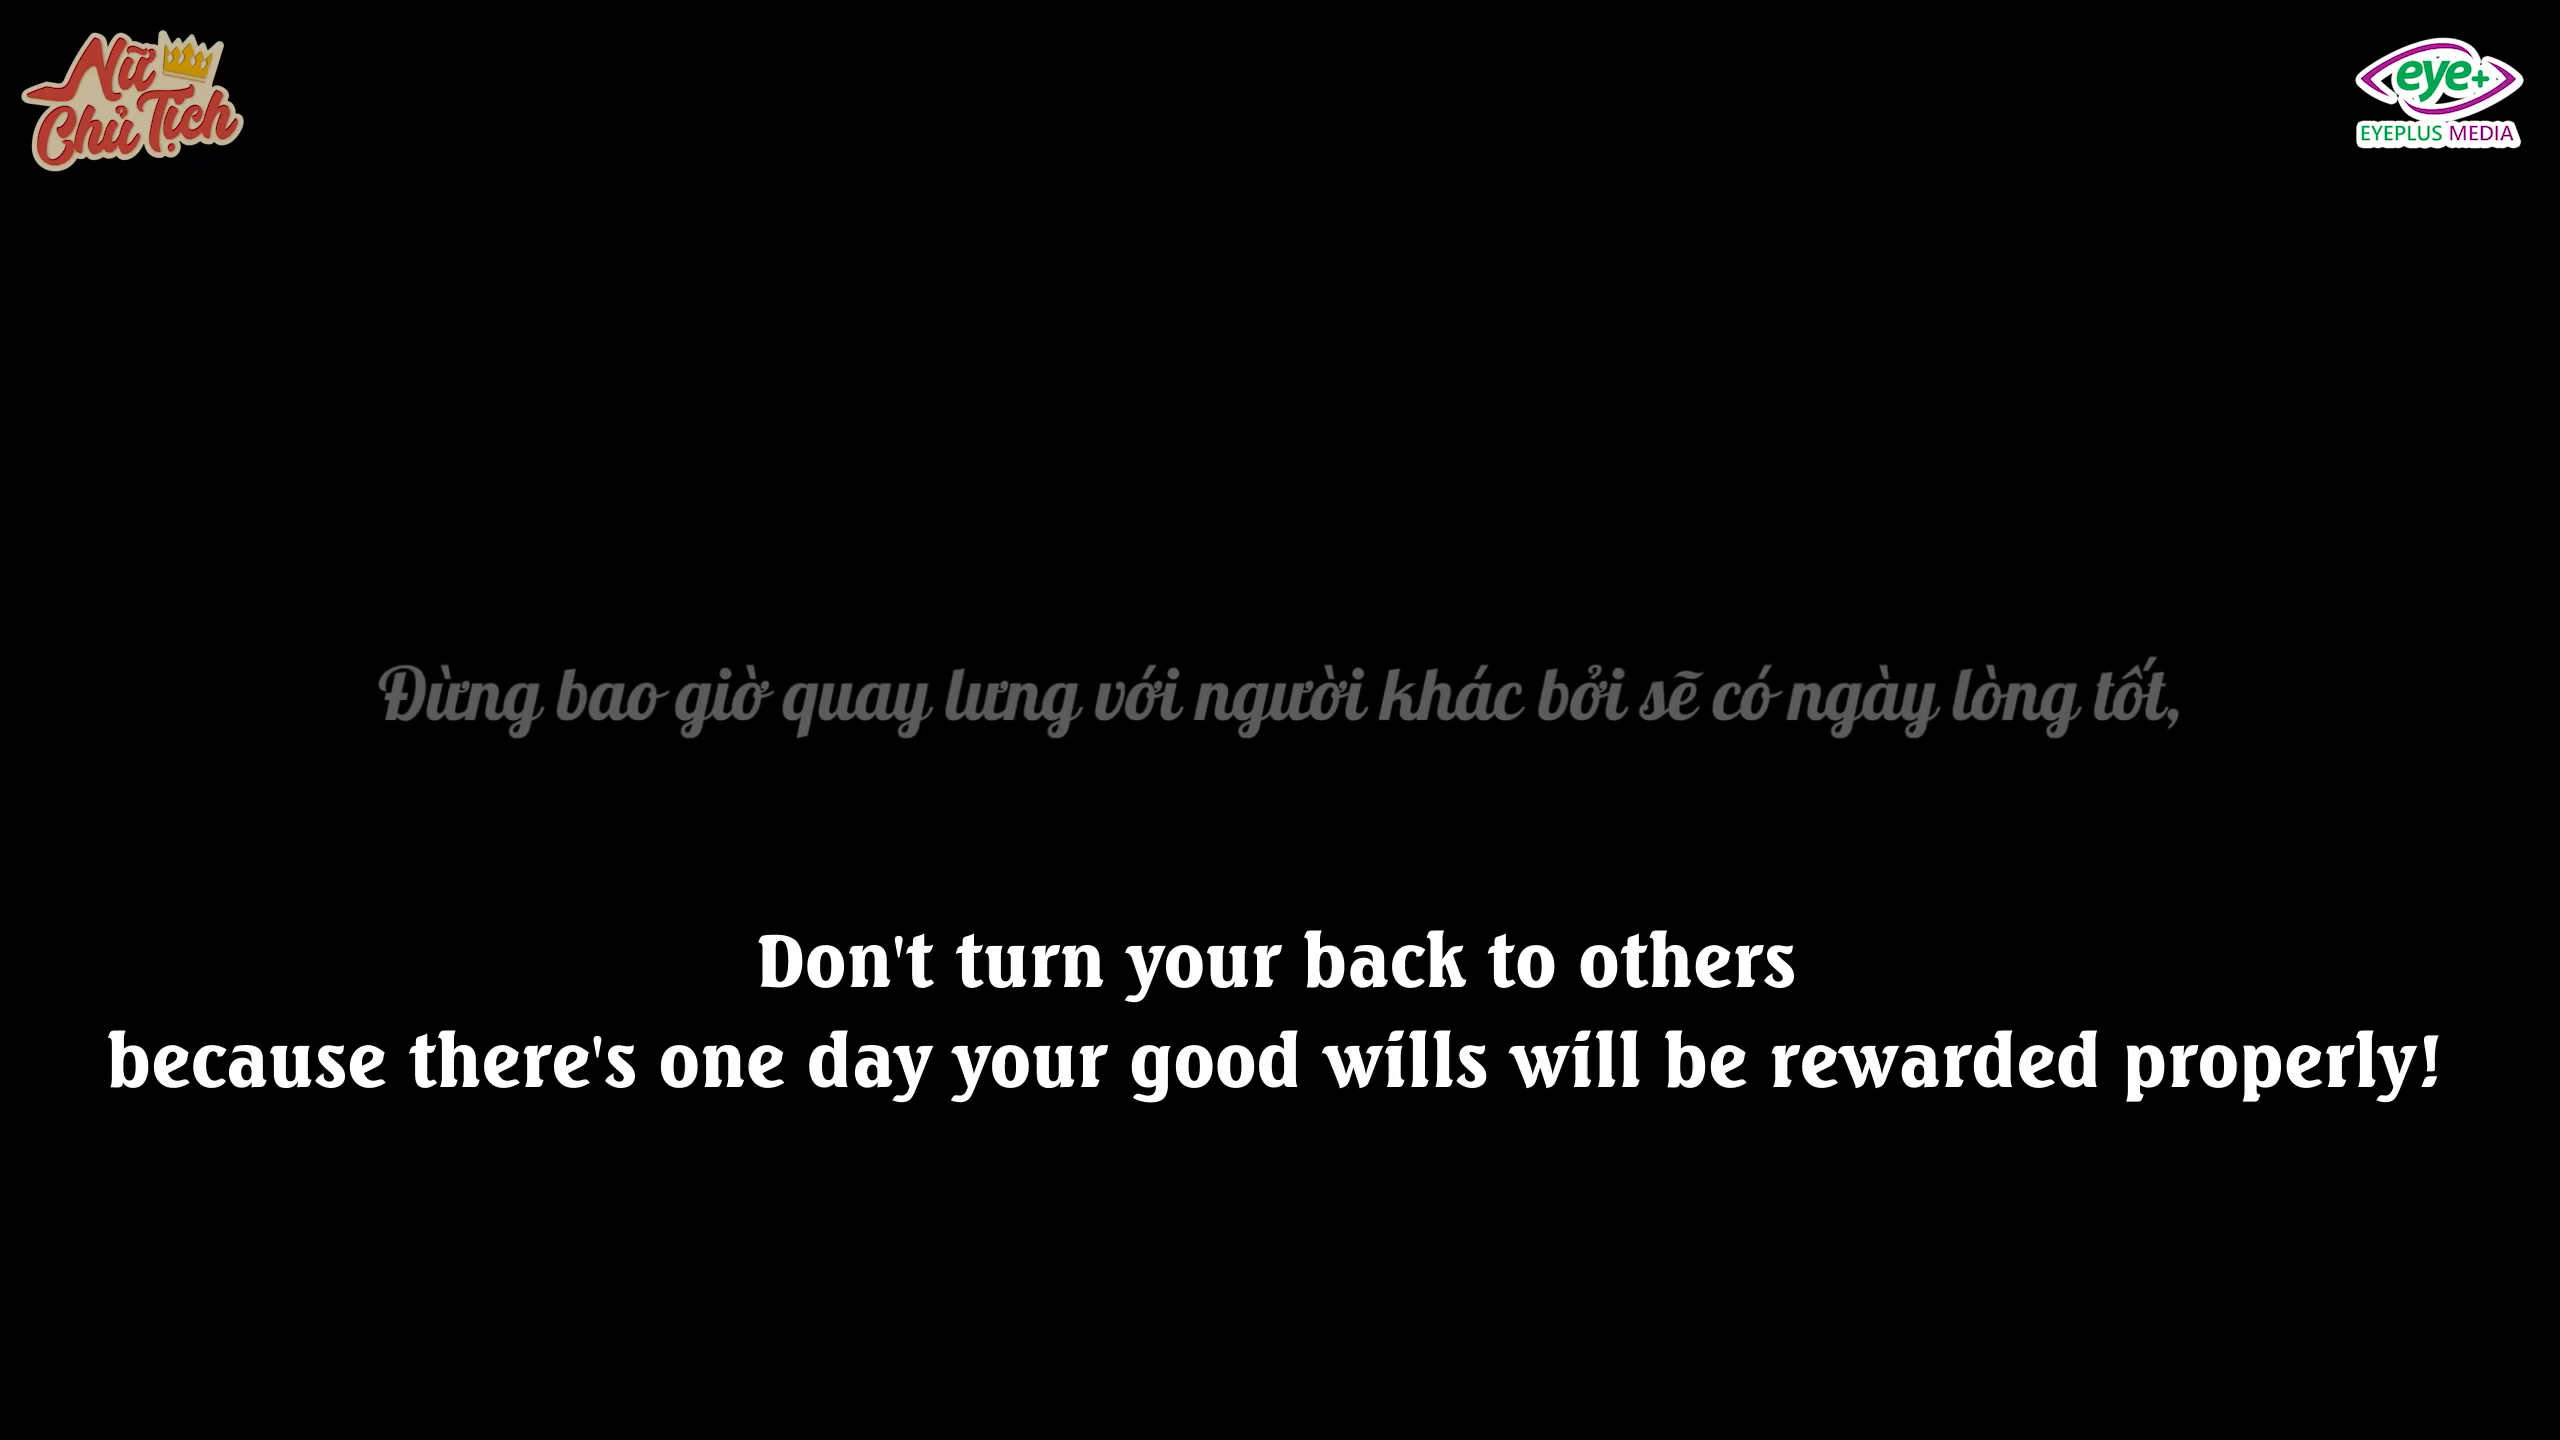 Nữ
Chủ Tịch
eye+
EYEPLUS MEDIA
Đừng bao giờ quay lưng với người khác bởi sẽ có ngày lòng tốt,
Don't turn your back to others
because there's one day your good wills will be rewarded properly!